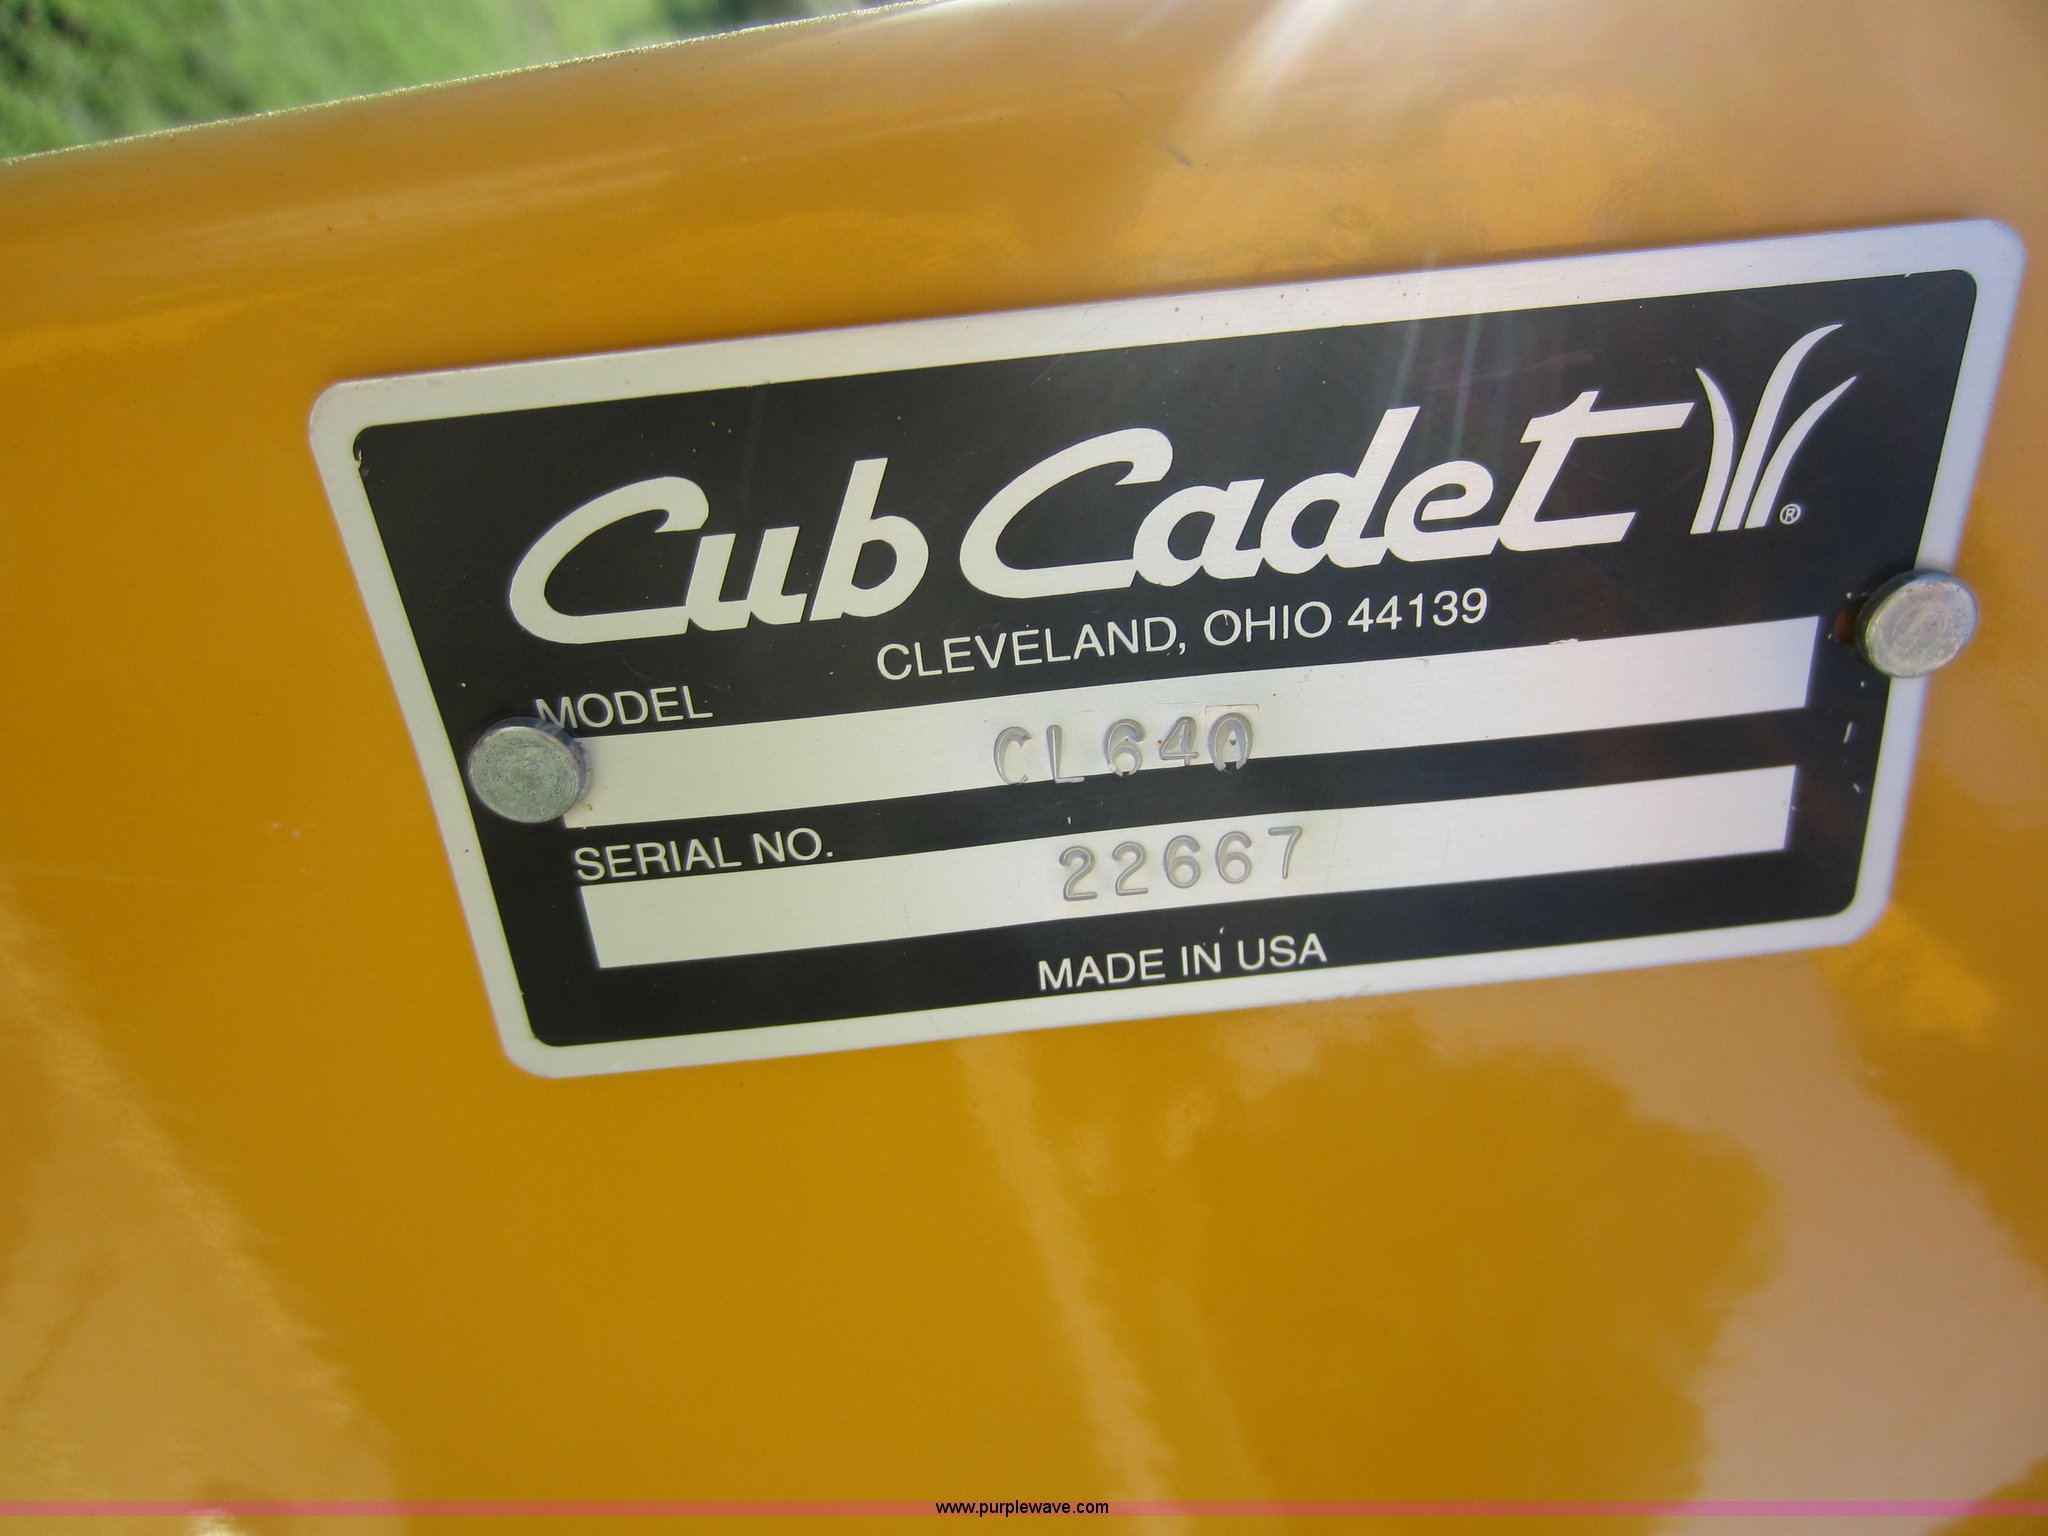 Cub Cadet ®
CLEVELAND, OHIO 44139
MODEL
CL640
SERIAL NO.
22667
MADE IN USA
www.purplewave.com